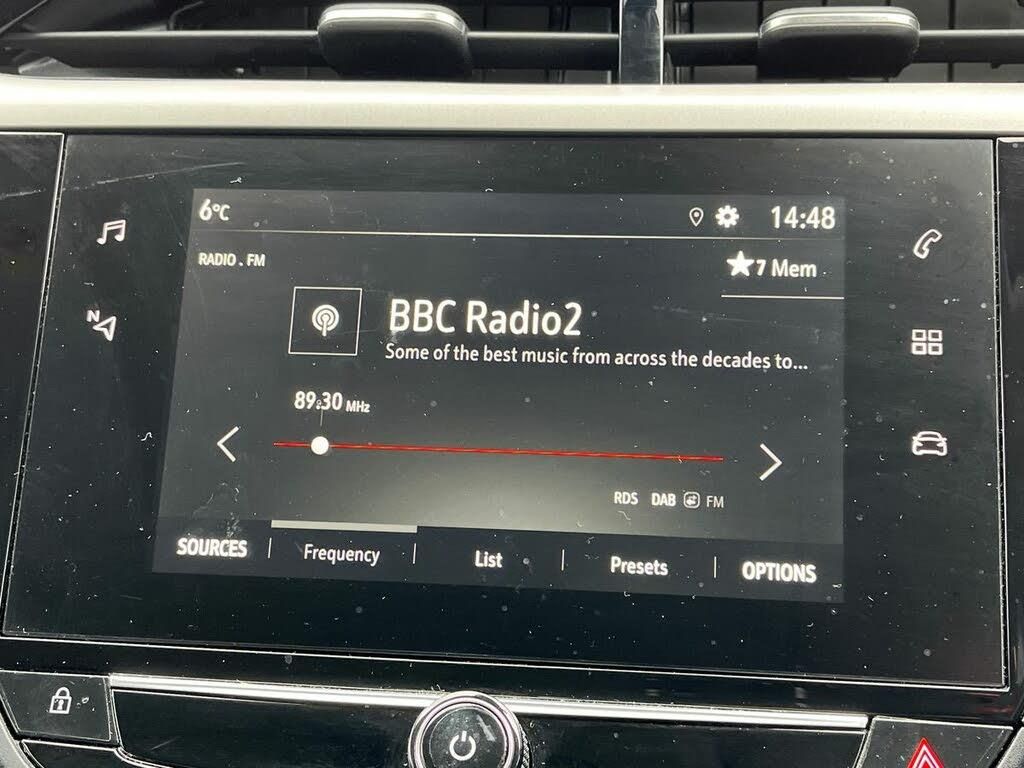 6°C 14:48
RADIO . FM
★7 Mem
BBC Radio2
Some of the best music from across the decades to...
N
89.30 MHz
RDS DAB FM
SOURCES Frequency List Presets OPTIONS